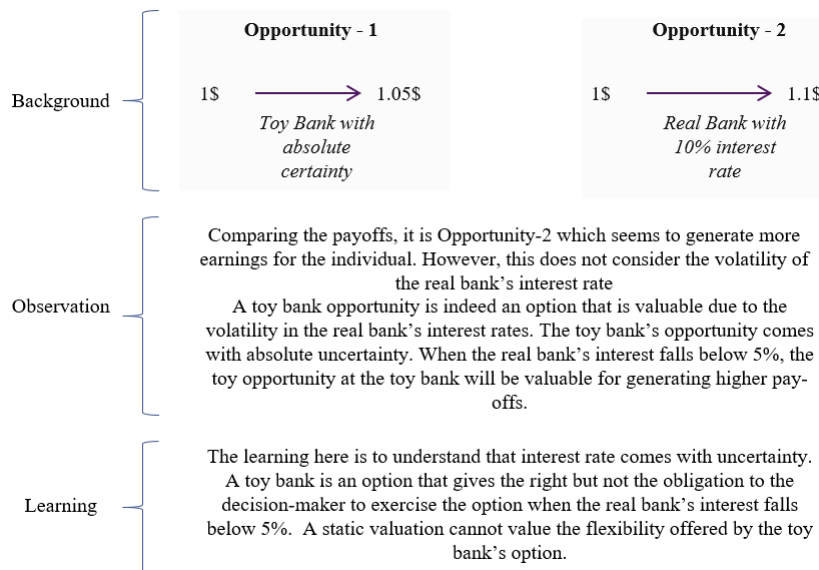 Opportunity - 1
Opportunity - 2
Background
1$
1.05$
1$
1.1$
Toy Bank with
absolute
certainty
Real Bank with
10% interest
rate
Observation
Comparing the payoffs, it is Opportunity-2 which seems to generate more
earnings for the individual. However, this does not consider the volatility of
the real bank’s interest rate
A toy bank opportunity is indeed an option that is valuable due to the
volatility in the real bank’s interest rates. The toy bank’s opportunity comes
with absolute uncertainty. When the real bank’s interest falls below 5%, the
toy opportunity at the toy bank will be valuable for generating higher pay-
offs.
Learning
The learning here is to understand that interest rate comes with uncertainty.
A toy bank is an option that gives the right but not the obligation to the
decision-maker to exercise the option when the real bank’s interest falls
below 5%.  A static valuation cannot value the flexibility offered by the toy
bank’s option.